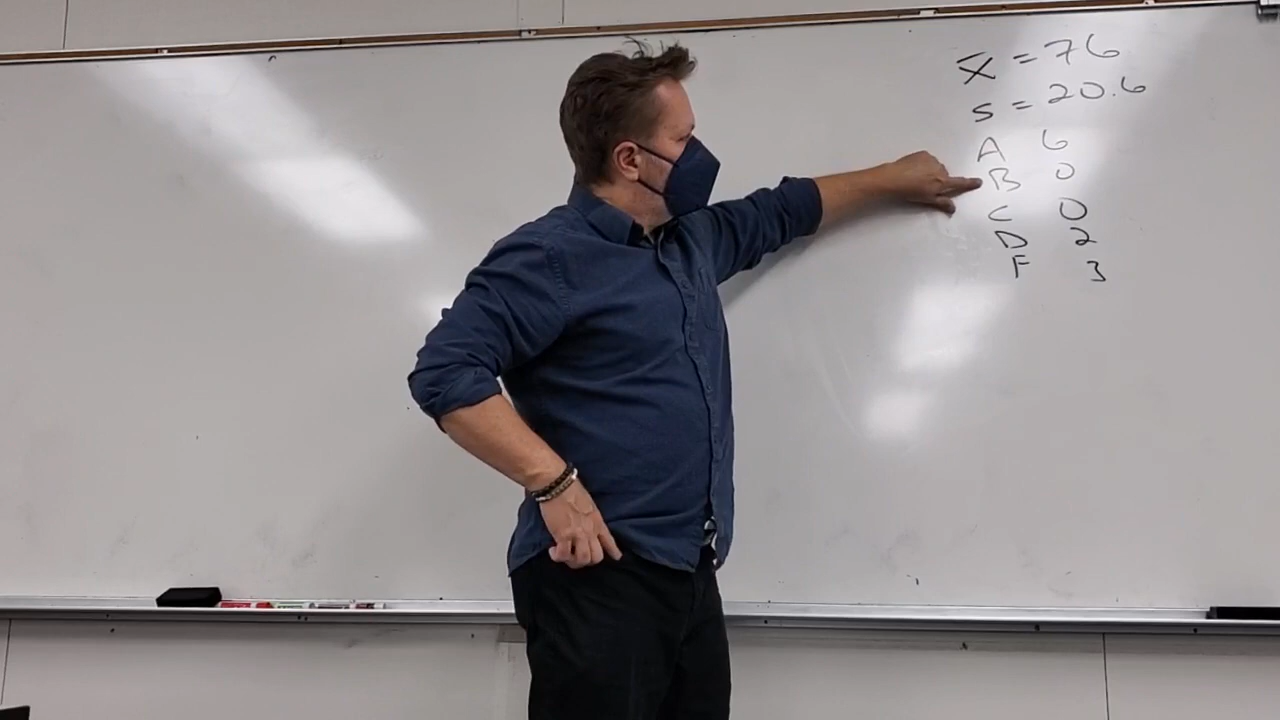 x̄ = 76
s = 20.6
A 6
B 0
C 0
D 2
F 3